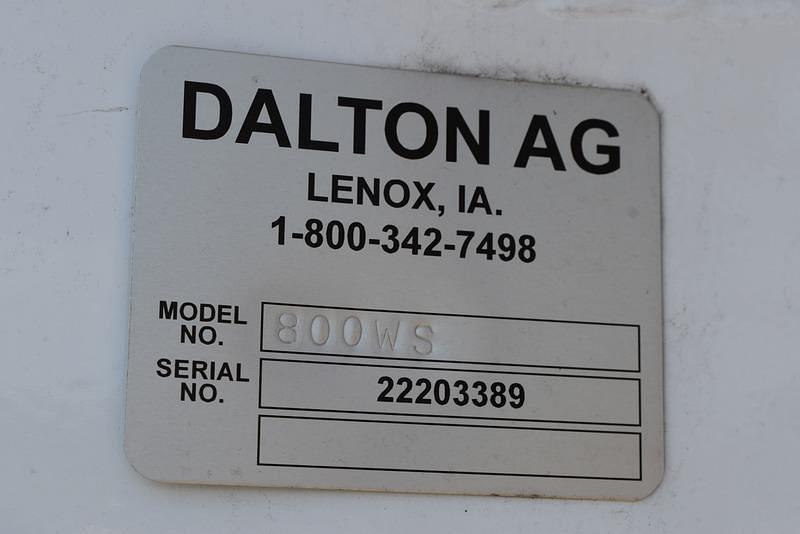 DALTON AG
LENOX, IA.
1-800-342-7498
MODEL NO. 800WS
SERIAL NO. 22203389